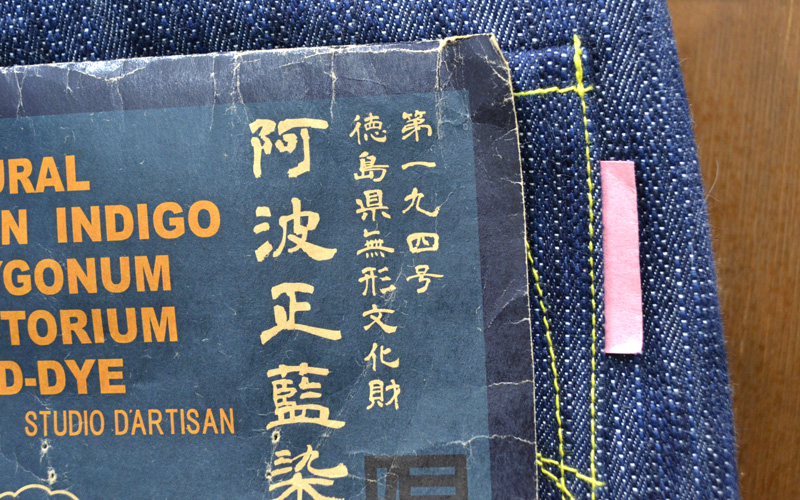 第一九四号
徳島県無形文化財
阿波正藍染
URAL
N INDIGO
YGONUM
TORIUM
D-DYE
STUDIO D'ARTISAN